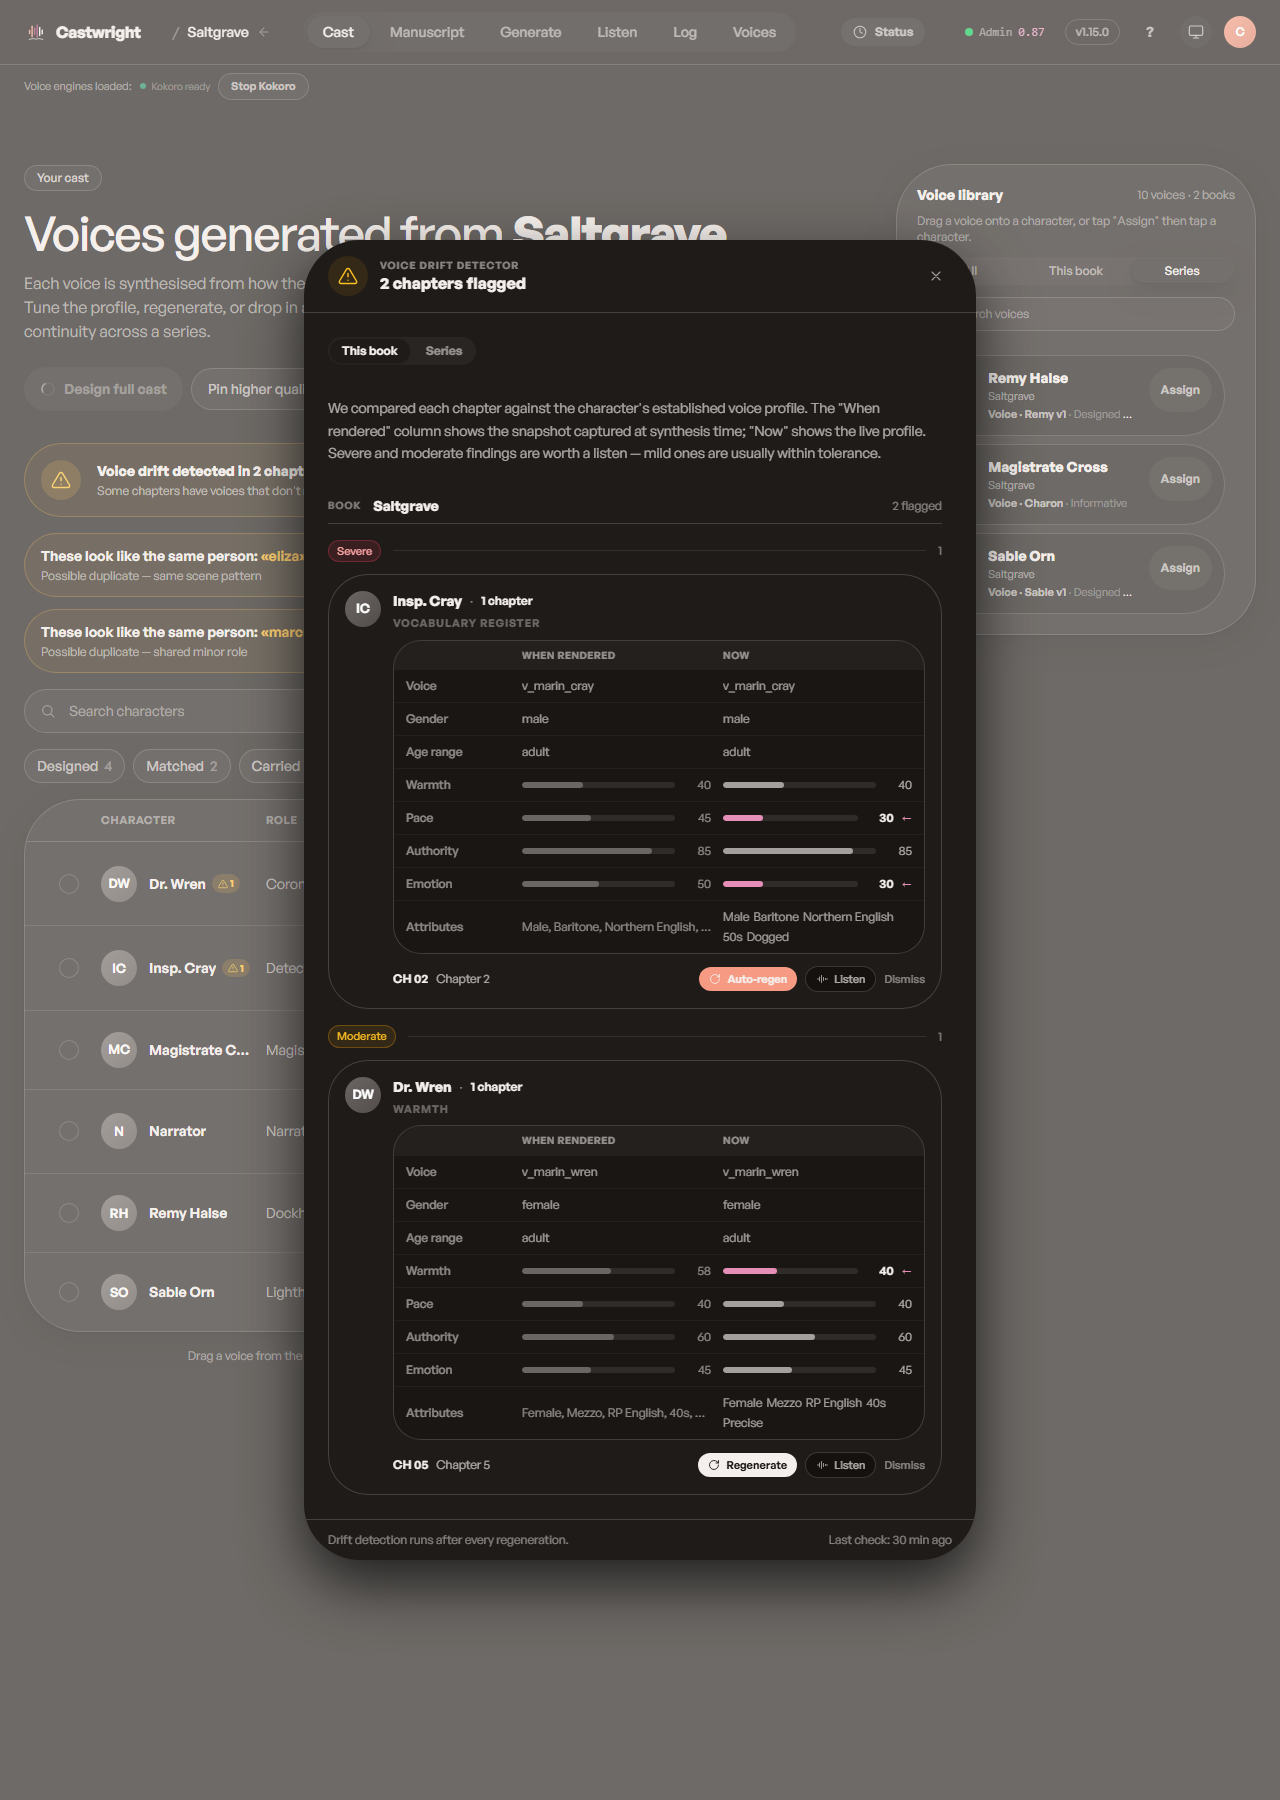 Castwright
/ Saltgrave ←
Cast Manuscript Generate Listen Log Voices
Status
Admin 0.87
v1.15.0
?
C
Voice engines loaded: Kokoro ready Stop Kokoro
Your cast
Voices generated from Saltgrave
Each voice is synthesised from how the
Tune the profile, regenerate, or drop in a
continuity across a series.
Design full cast
Pin higher quali
Voice drift detected in 2 chapt
Some chapters have voices that don't
These look like the same person: «eliza»
Possible duplicate — same scene pattern
These look like the same person: «marc
Possible duplicate — shared minor role
Search characters
Designed 4
Matched 2
Carried
CHARACTER ROLE
DW Dr. Wren 1 Coron
IC Insp. Cray 1 Detec
MC Magistrate C... Magis
N Narrator Narrat
RH Remy Halse Dockh
SO Sable Orn Lighth
Drag a voice from the
Voice library
10 voices · 2 books
Drag a voice onto a character, or tap "Assign" then tap a
character.
ll This book Series
rch voices
Remy Halse
Saltgrave
Voice · Remy v1 · Designed ...
Assign
Magistrate Cross
Saltgrave
Voice · Charon · Informative
Assign
Sable Orn
Saltgrave
Voice · Sable v1 · Designed ...
Assign
VOICE DRIFT DETECTOR
2 chapters flagged
This book Series
We compared each chapter against the character's established voice profile. The "When
rendered" column shows the snapshot captured at synthesis time; "Now" shows the live profile.
Severe and moderate findings are worth a listen — mild ones are usually within tolerance.
BOOK Saltgrave 2 flagged
Severe 1
IC Insp. Cray · 1 chapter
VOCABULARY REGISTER
WHEN RENDERED NOW
Voice v_marin_cray v_marin_cray
Gender male male
Age range adult adult
Warmth 40 40
Pace 45 30 ←
Authority 85 85
Emotion 50 30 ←
Attributes Male, Baritone, Northern English, ... Male Baritone Northern English
50s Dogged
CH 02 Chapter 2 Auto-regen Listen Dismiss
Moderate 1
DW Dr. Wren · 1 chapter
WARMTH
WHEN RENDERED NOW
Voice v_marin_wren v_marin_wren
Gender female female
Age range adult adult
Warmth 58 40 ←
Pace 40 40
Authority 60 60
Emotion 45 45
Attributes Female, Mezzo, RP English, 40s, ... Female Mezzo RP English 40s
Precise
CH 05 Chapter 5 Regenerate Listen Dismiss
Drift detection runs after every regeneration. Last check: 30 min ago